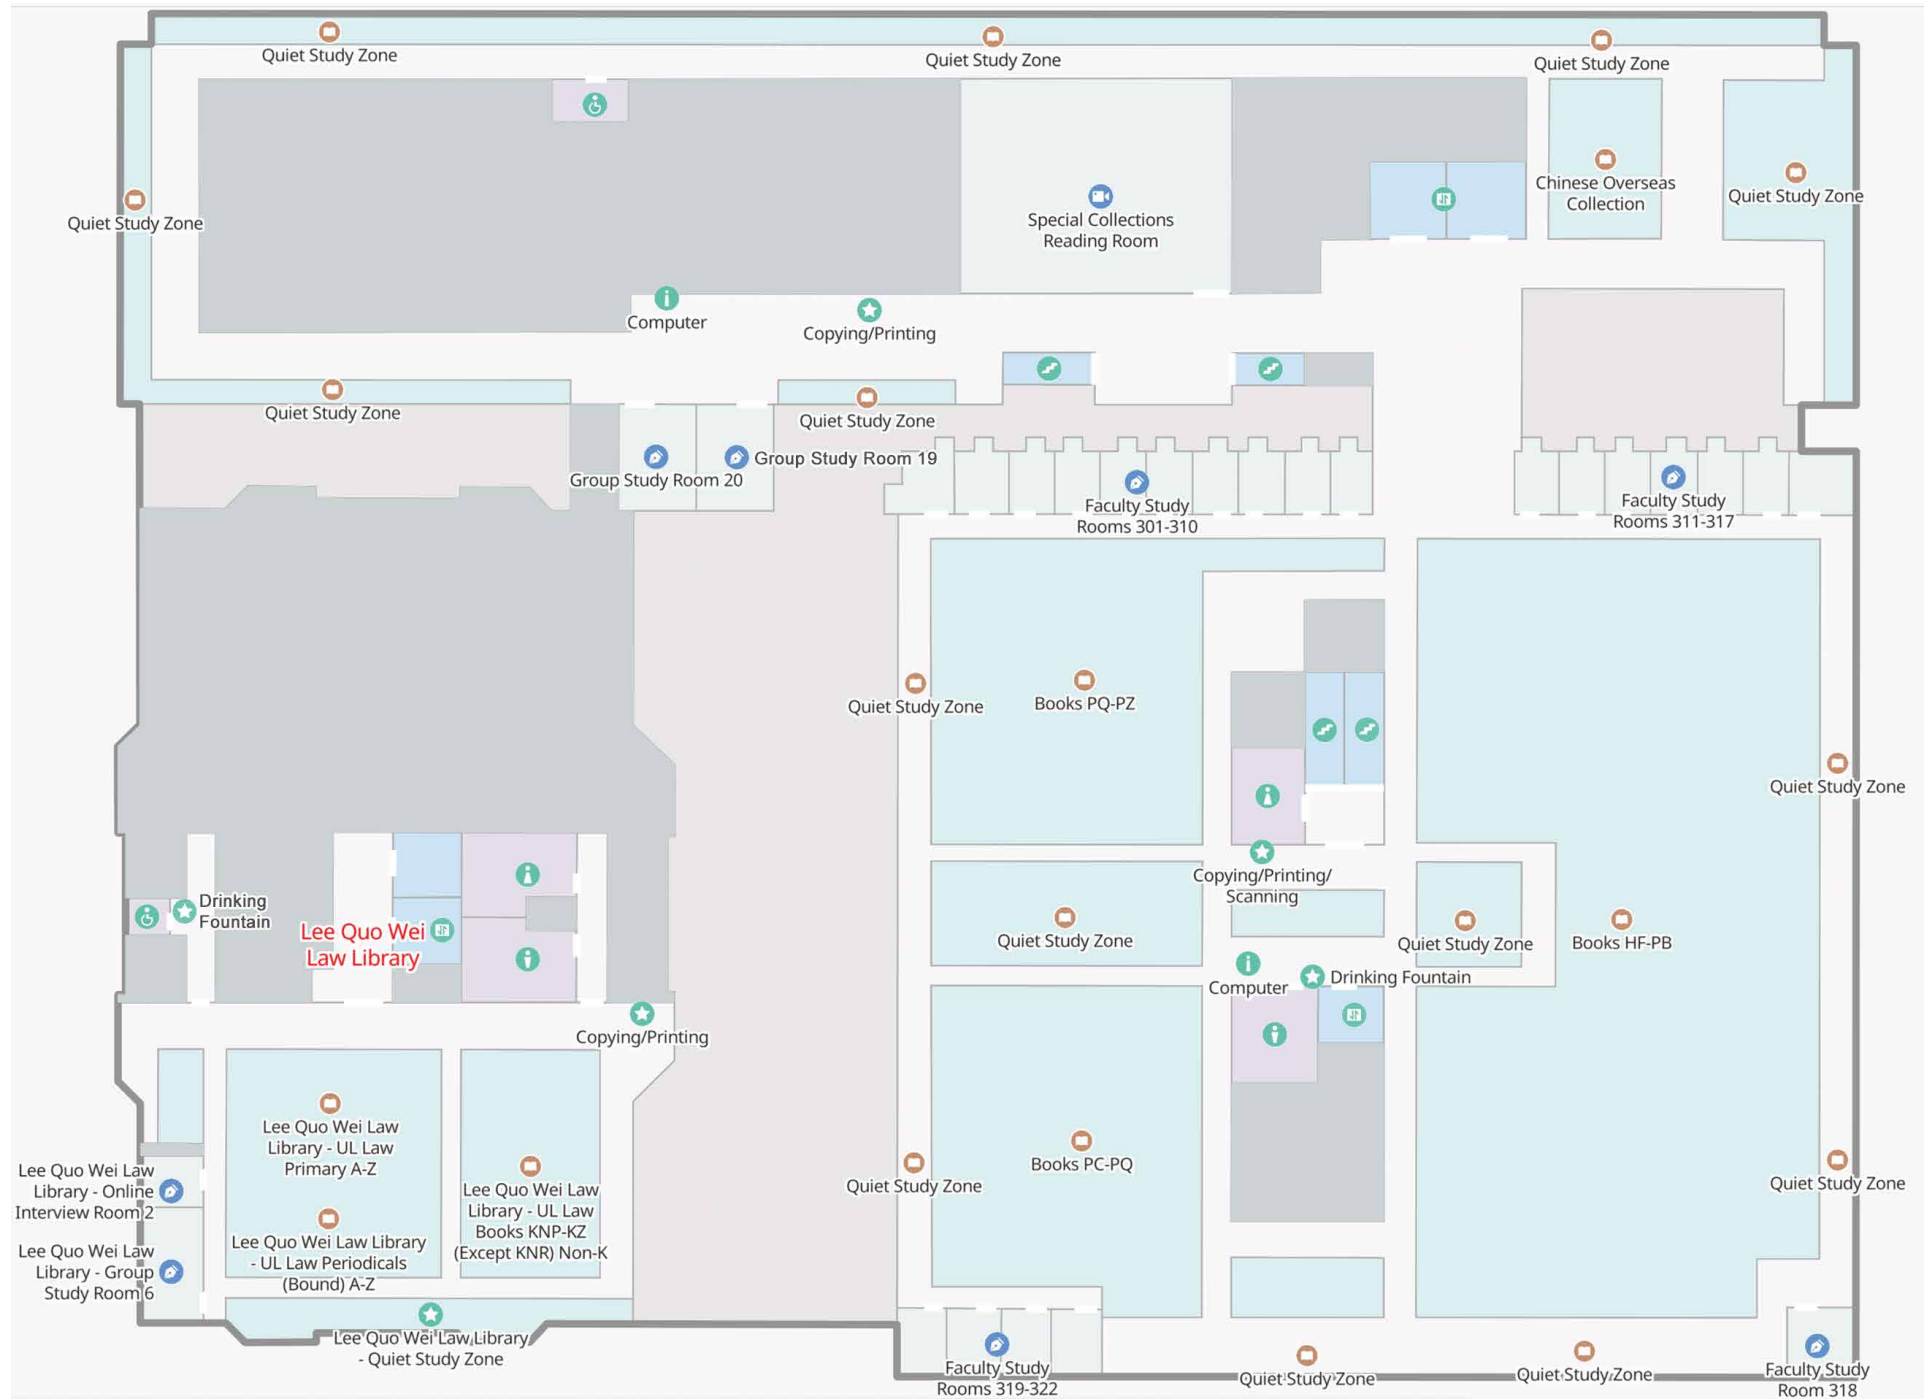 Quiet Study Zone
Quiet Study Zone
Quiet Study Zone
Quiet Study Zone
Special Collections
Reading Room
Chinese Overseas
Collection
Quiet Study Zone
Computer
Copying/Printing
Quiet Study Zone
Quiet Study Zone
Group Study Room 20
Group Study Room 19
Faculty Study
Rooms 301-310
Faculty Study
Rooms 311-317
Quiet Study Zone
Books PQ-PZ
Quiet Study Zone
Copying/Printing/
Scanning
Drinking
Fountain
Lee Quo Wei
Law Library
Quiet Study Zone
Quiet Study Zone
Books HF-PB
Computer
Drinking Fountain
Copying/Printing
Lee Quo Wei Law
Library - UL Law
Primary A-Z
Lee Quo Wei Law
Library - Online
Interview Room 2
Lee Quo Wei Law
Library - UL Law
Books KNP-KZ
(Except KNR) Non-K
Quiet Study Zone
Books PC-PQ
Quiet Study Zone
Lee Quo Wei Law Library
- UL Law Periodicals
(Bound) A-Z
Lee Quo Wei Law
Library - Group
Study Room 6
Lee Quo Wei Law Library
- Quiet Study Zone
Faculty Study
Rooms 319-322
Quiet Study Zone
Quiet Study Zone
Faculty Study
Room 318